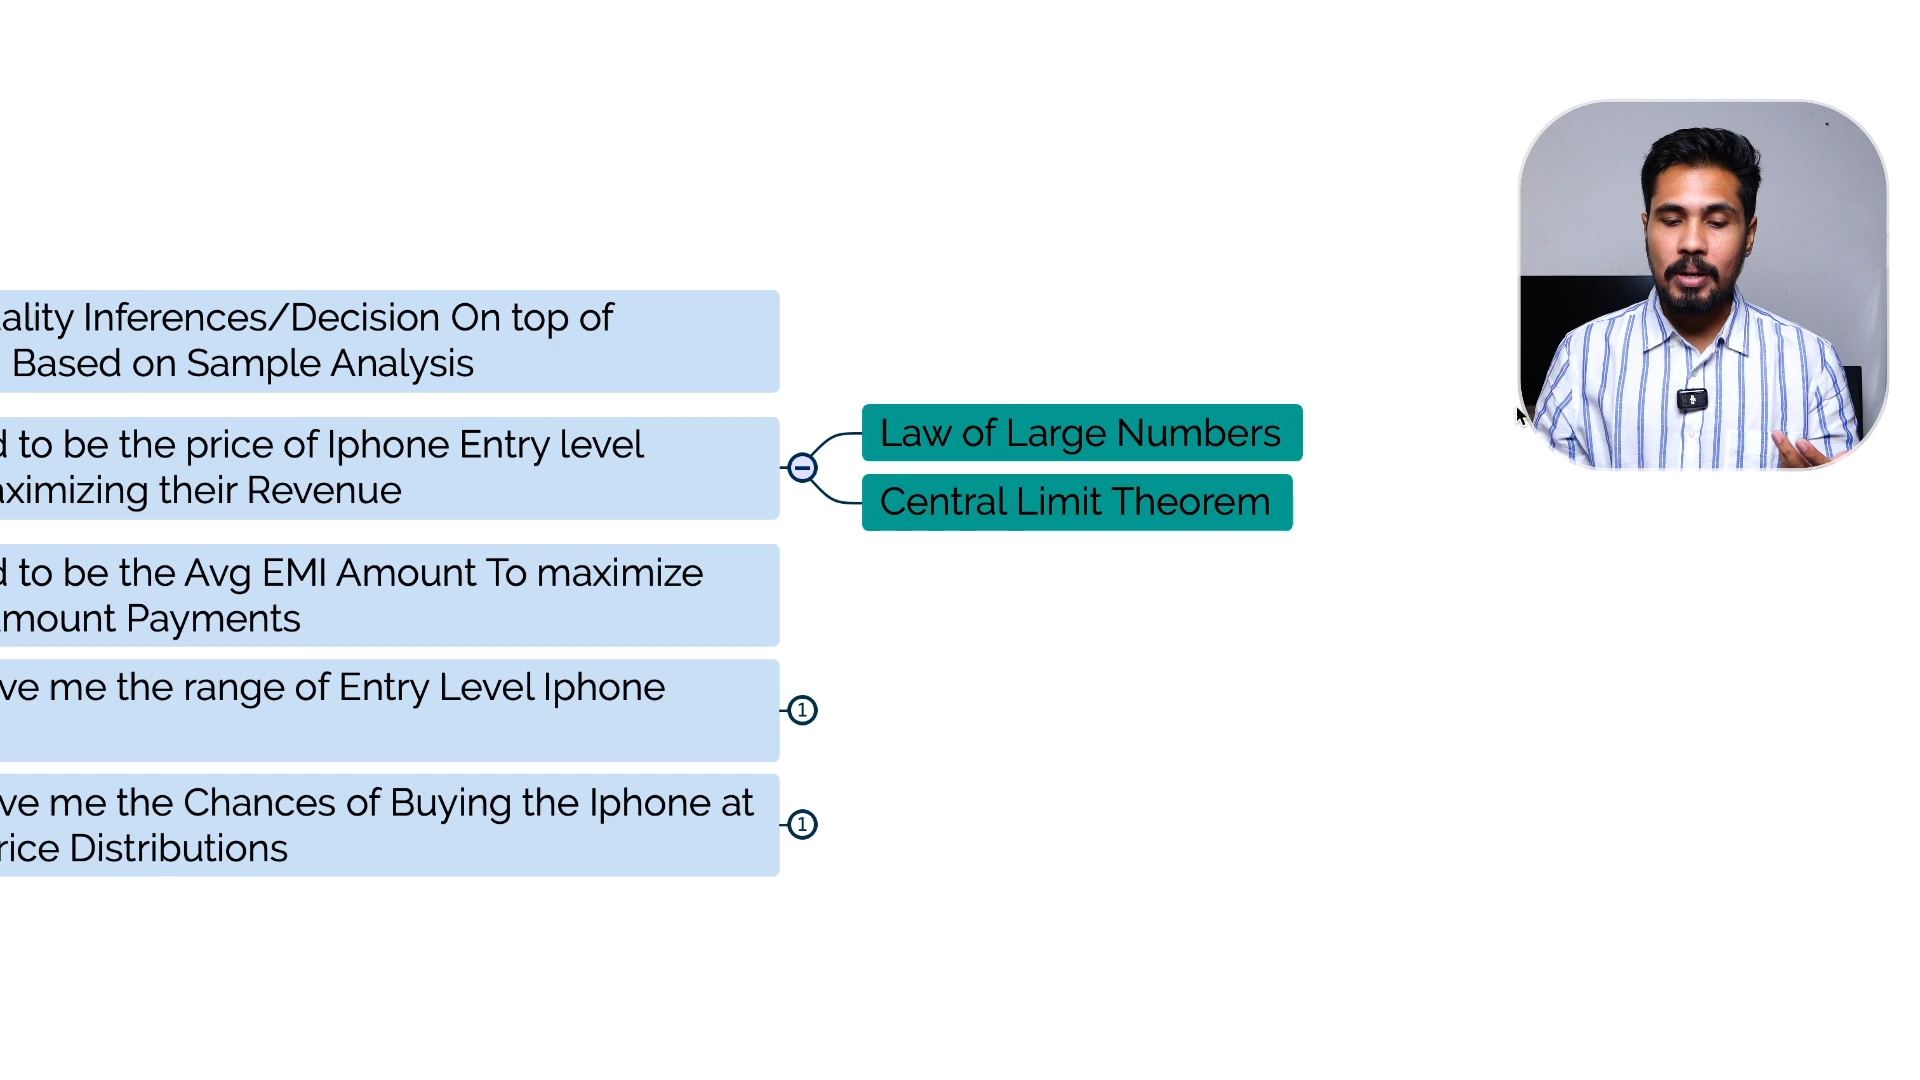 ality Inferences/Decision On top of
Based on Sample Analysis
d to be the price of Iphone Entry level
aximizing their Revenue
Law of Large Numbers
Central Limit Theorem
d to be the Avg EMI Amount To maximize
mount Payments
ve me the range of Entry Level Iphone
1
ve me the Chances of Buying the Iphone at
rice Distributions
1